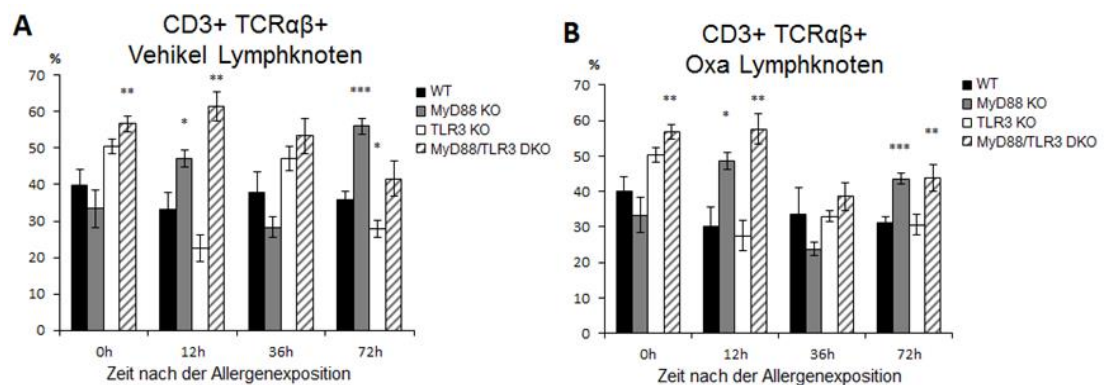 A
CD3+ TCRαβ+
Vehikel Lymphknoten
%
70
60
50
40
30
20
10
0
**
*
**
***
*
0h 12h 36h 72h
Zeit nach der Allergenexposition
WT
MyD88 KO
TLR3 KO
MyD88/TLR3 DKO
B
CD3+ TCRαβ+
Oxa Lymphknoten
%
70
60
50
40
30
20
10
0
**
*
**
***
**
0h 12h 36h 72h
Zeit nach der Allergenexposition
WT
MyD88 KO
TLR3 KO
MyD88/TLR3 DKO